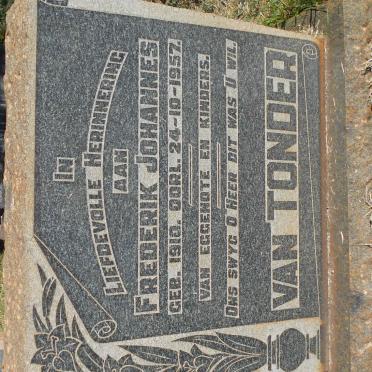 IN
LIEFDEVOLLE HERINNERING
AAN
FREDERIK JOHANNES
GEB. 1910. OORL. 24-10-1957.
VAN EGGENOTE EN KINDERS.
ONS SWYG O HEER DIT WAS U WIL
VAN TONDER